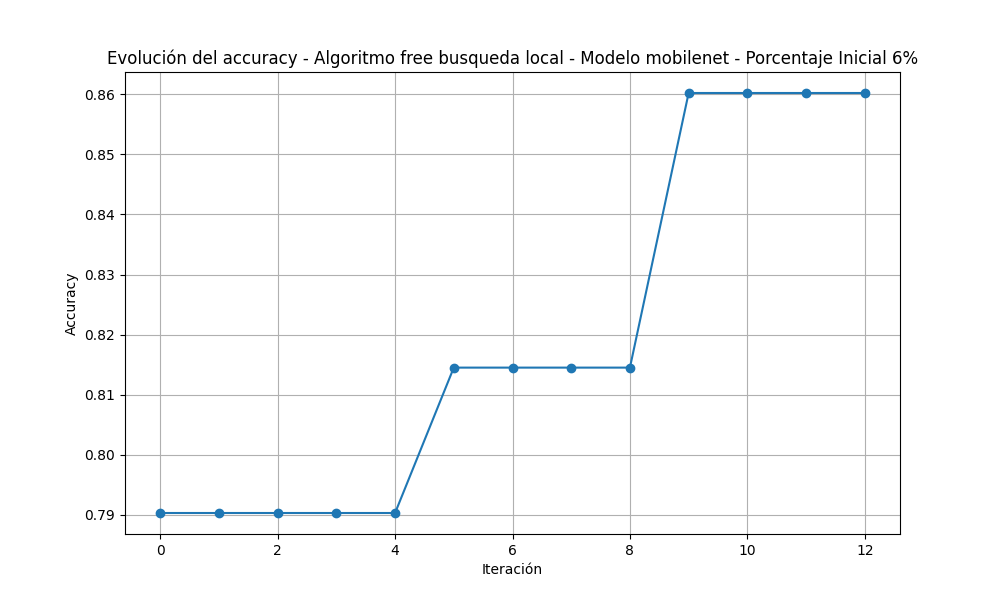 Evolución del accuracy - Algoritmo free busqueda local - Modelo mobilenet - Porcentaje Inicial 6%
0.86
0.85
0.84
0.83
0.82
0.81
0.80
0.79
Accuracy
0 2 4 6 8 10 12
Iteración